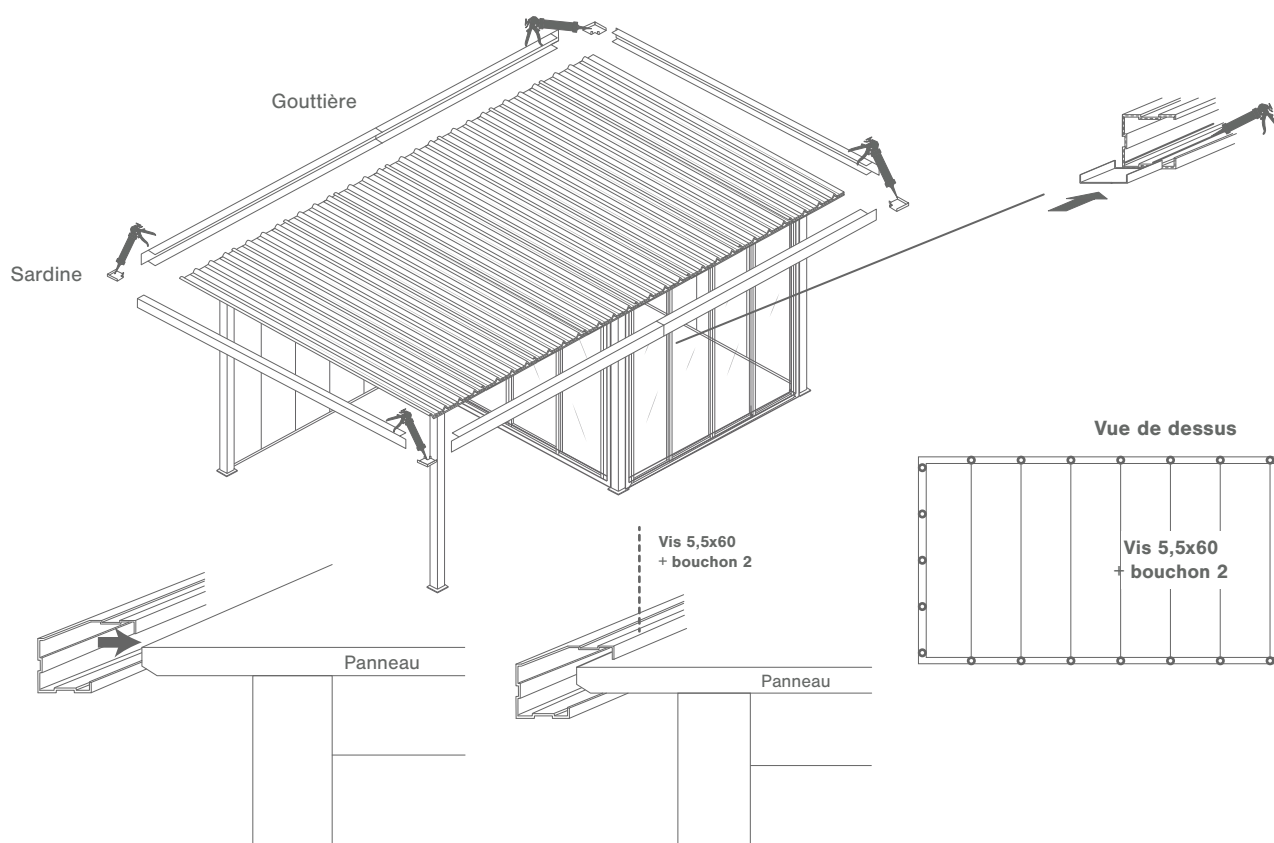 Gouttière
Sardine
Vue de dessus
Vis 5,5x60
+ bouchon 2
Vis 5,5x60
+ bouchon 2
Panneau
Panneau